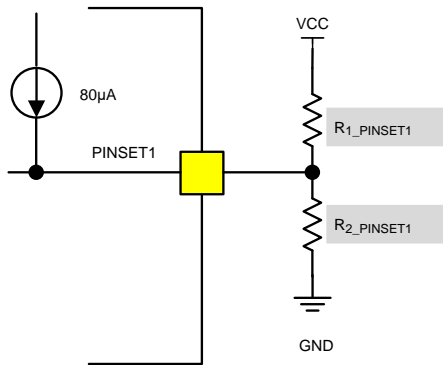 VCC
80µA
R1_PINSET1
PINSET1
R2_PINSET1
GND